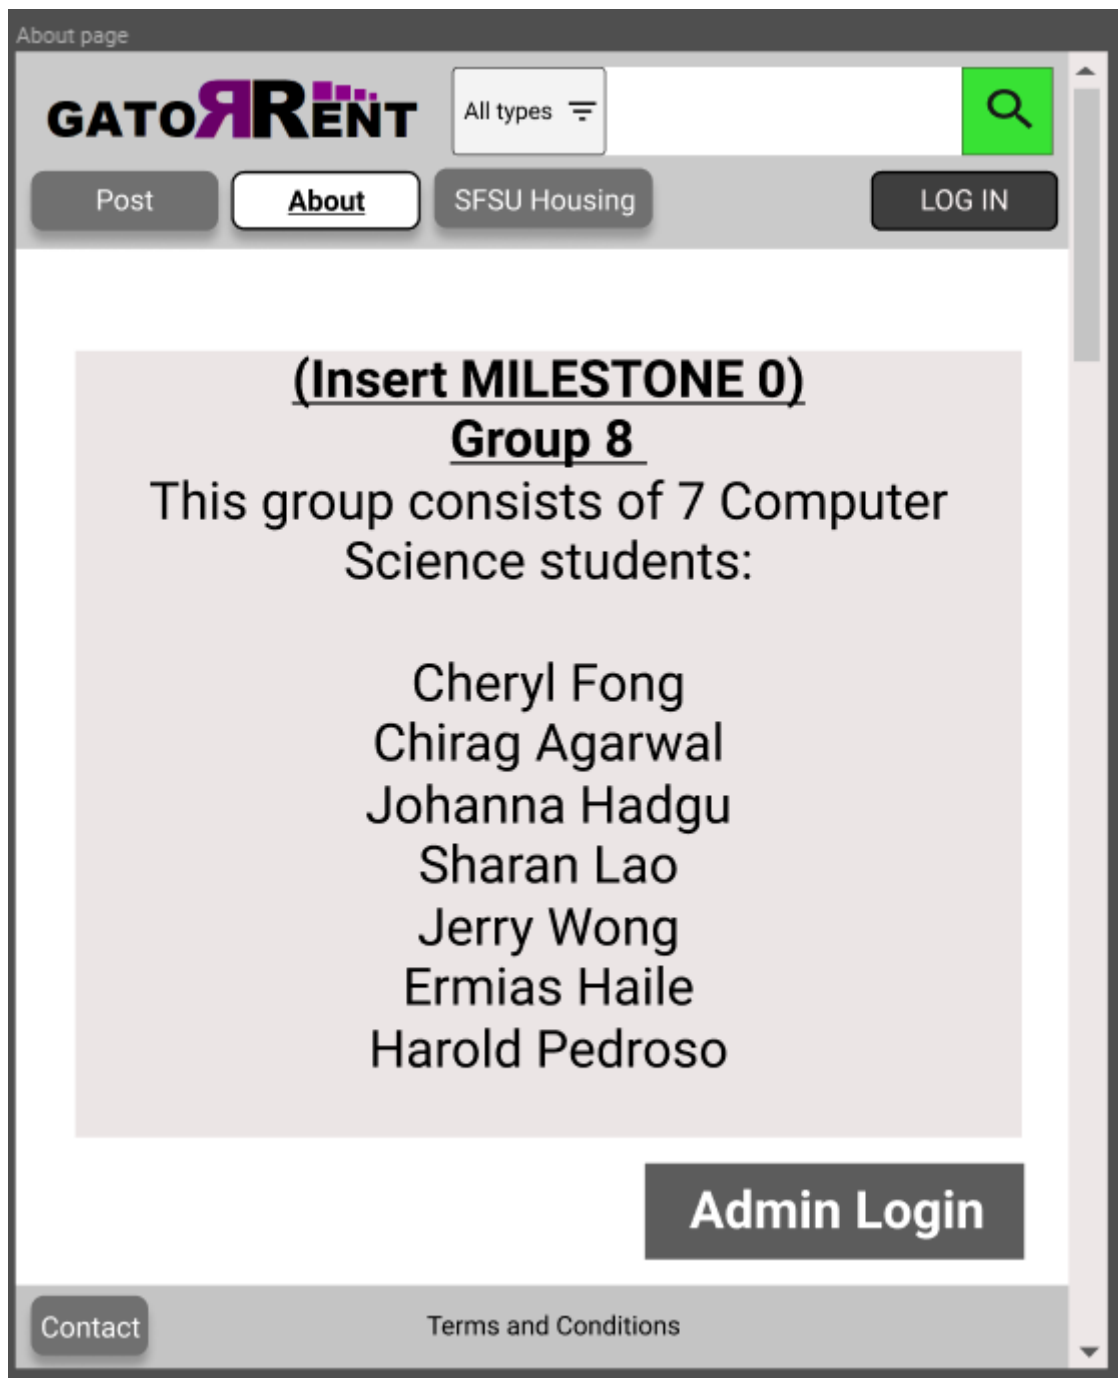 About page
GATORRENT
All types
Post
About
SFSU Housing
LOG IN
(Insert MILESTONE 0)
Group 8
This group consists of 7 Computer
Science students:
Cheryl Fong
Chirag Agarwal
Johanna Hadgu
Sharan Lao
Jerry Wong
Ermias Haile
Harold Pedroso
Admin Login
Contact
Terms and Conditions